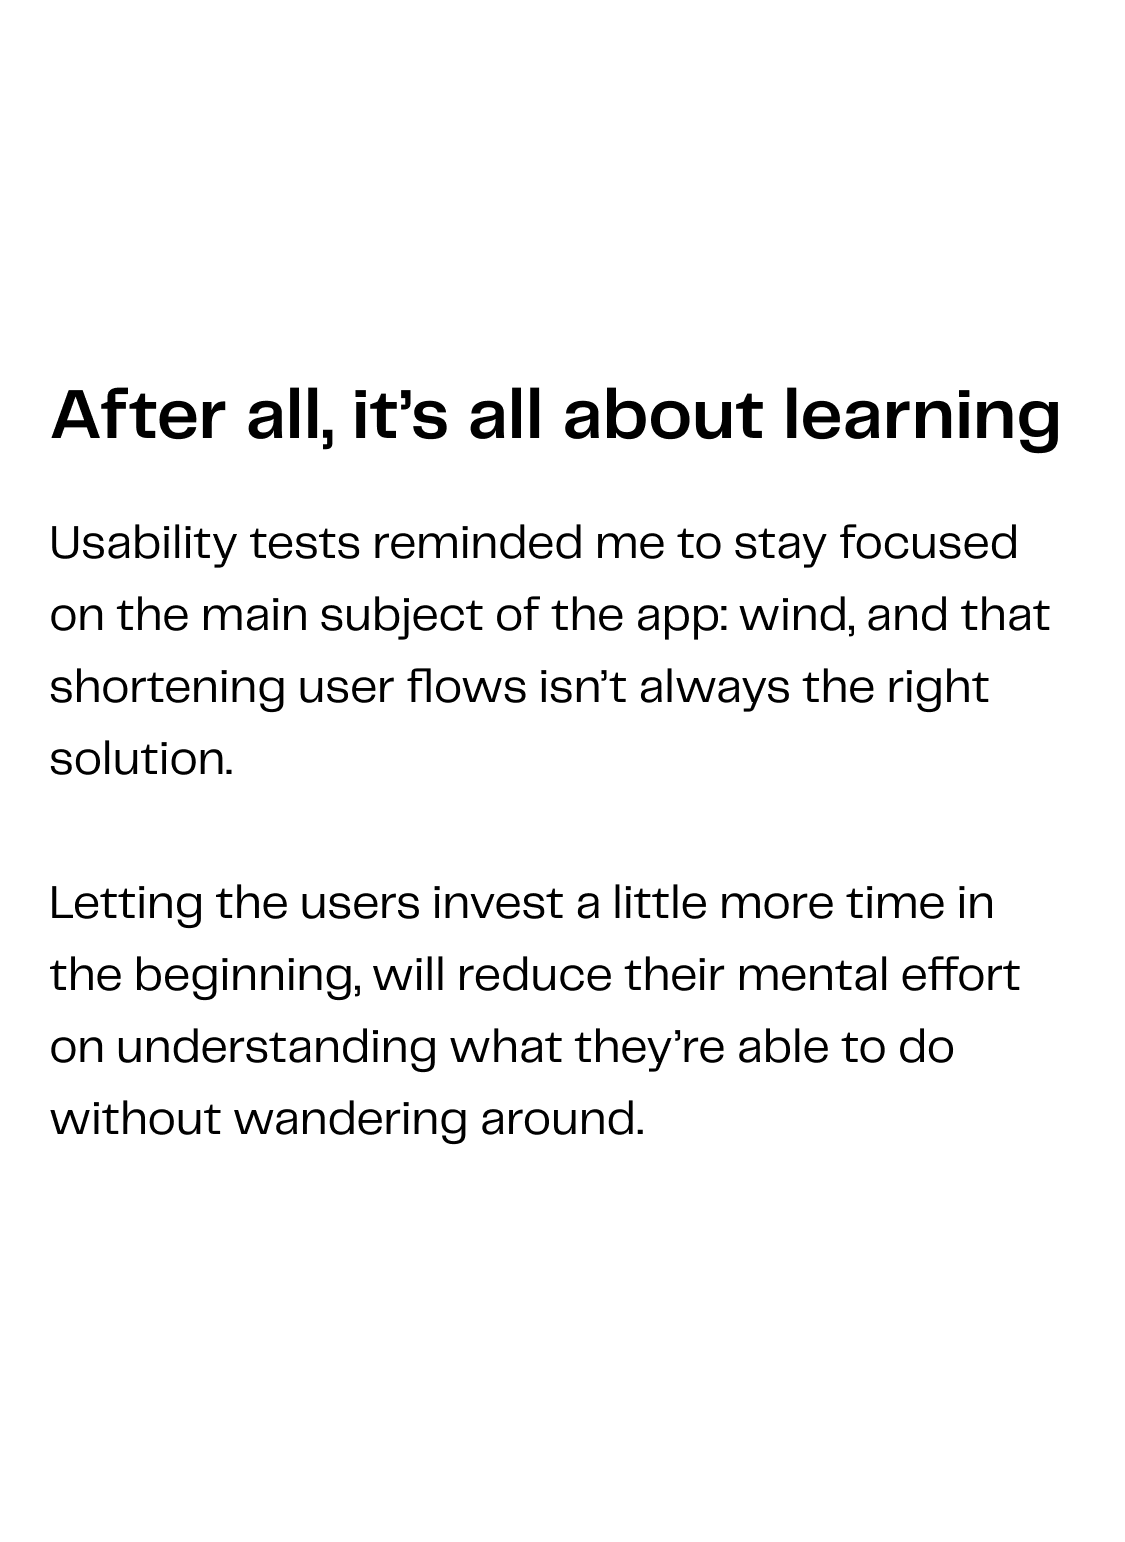 After all, it’s all about learning
Usability tests reminded me to stay focused
on the main subject of the app: wind, and that
shortening user flows isn’t always the right
solution.
Letting the users invest a little more time in
the beginning, will reduce their mental effort
on understanding what they’re able to do
without wandering around.